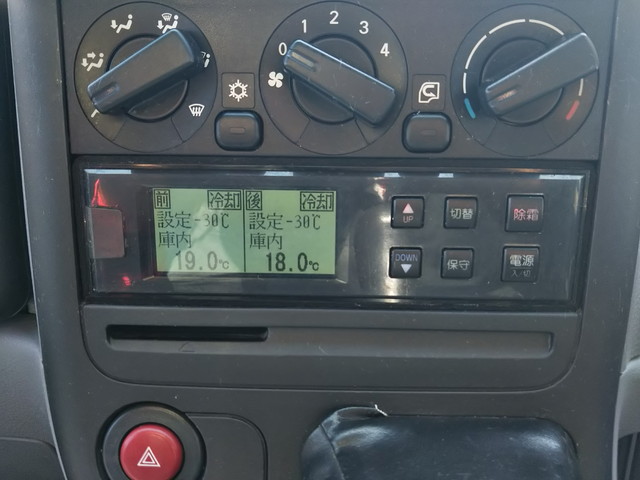 0 1 2 3 4
前 冷却 後 冷却
設定-30℃ 設定-30℃
庫内 庫内
19.0℃ 18.0℃
UP 切替 除霜
DOWN 保守 電源
入/切